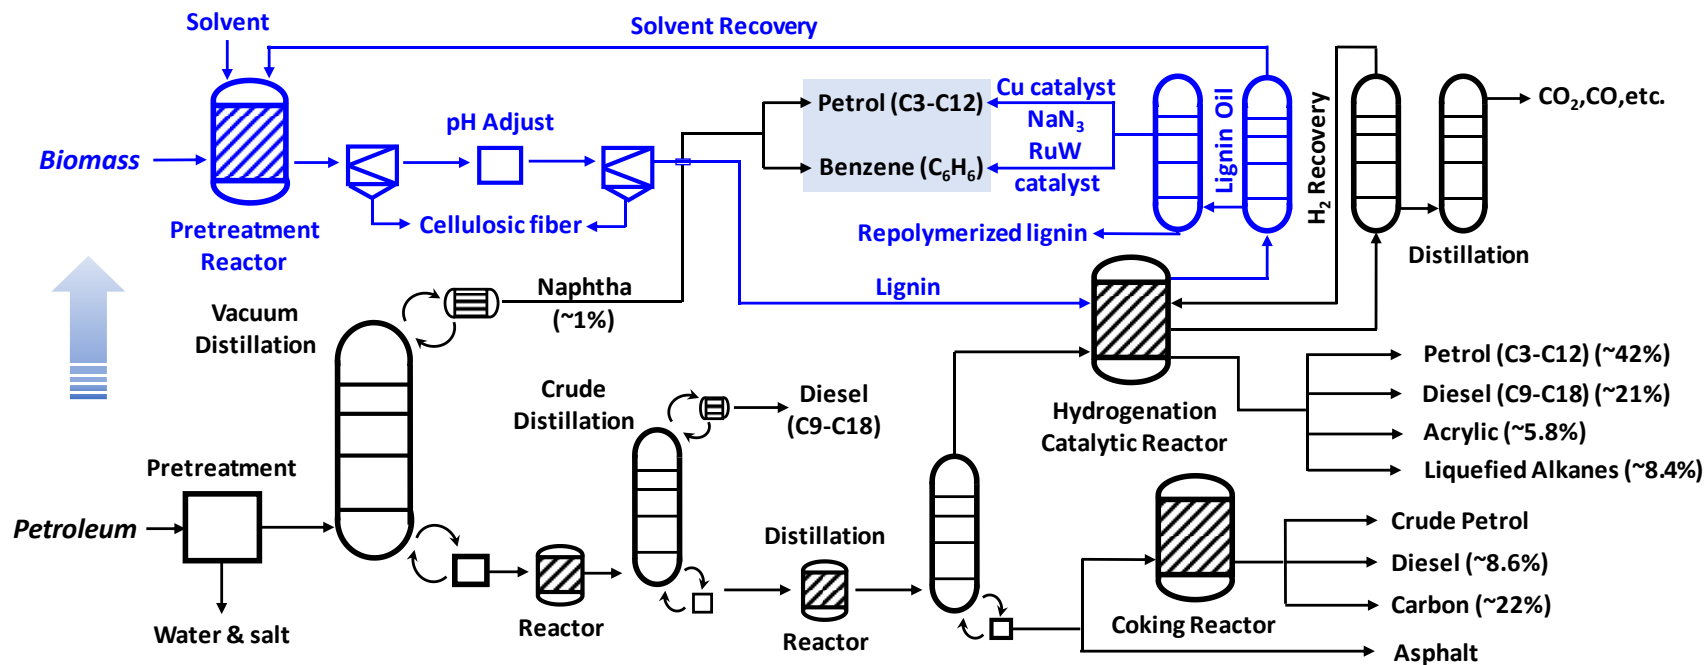 Solvent
Solvent Recovery
Biomass
Pretreatment
Reactor
pH Adjust
Cellulosic fiber
Petrol (C3-C12)
Benzene (C₆H₆)
Cu catalyst
NaN₃
RuW
catalyst
Lignin Oil
Repolymerized lignin
H₂ Recovery
CO₂,CO,etc.
Distillation
Lignin
Naphtha
(~1%)
Vacuum
Distillation
Crude
Distillation
Diesel
(C9-C18)
Hydrogenation
Catalytic Reactor
Petrol (C3-C12) (~42%)
Diesel (C9-C18) (~21%)
Acrylic (~5.8%)
Liquefied Alkanes (~8.4%)
Pretreatment
Petroleum
Water & salt
Reactor
Distillation
Reactor
Coking Reactor
Crude Petrol
Diesel (~8.6%)
Carbon (~22%)
Asphalt